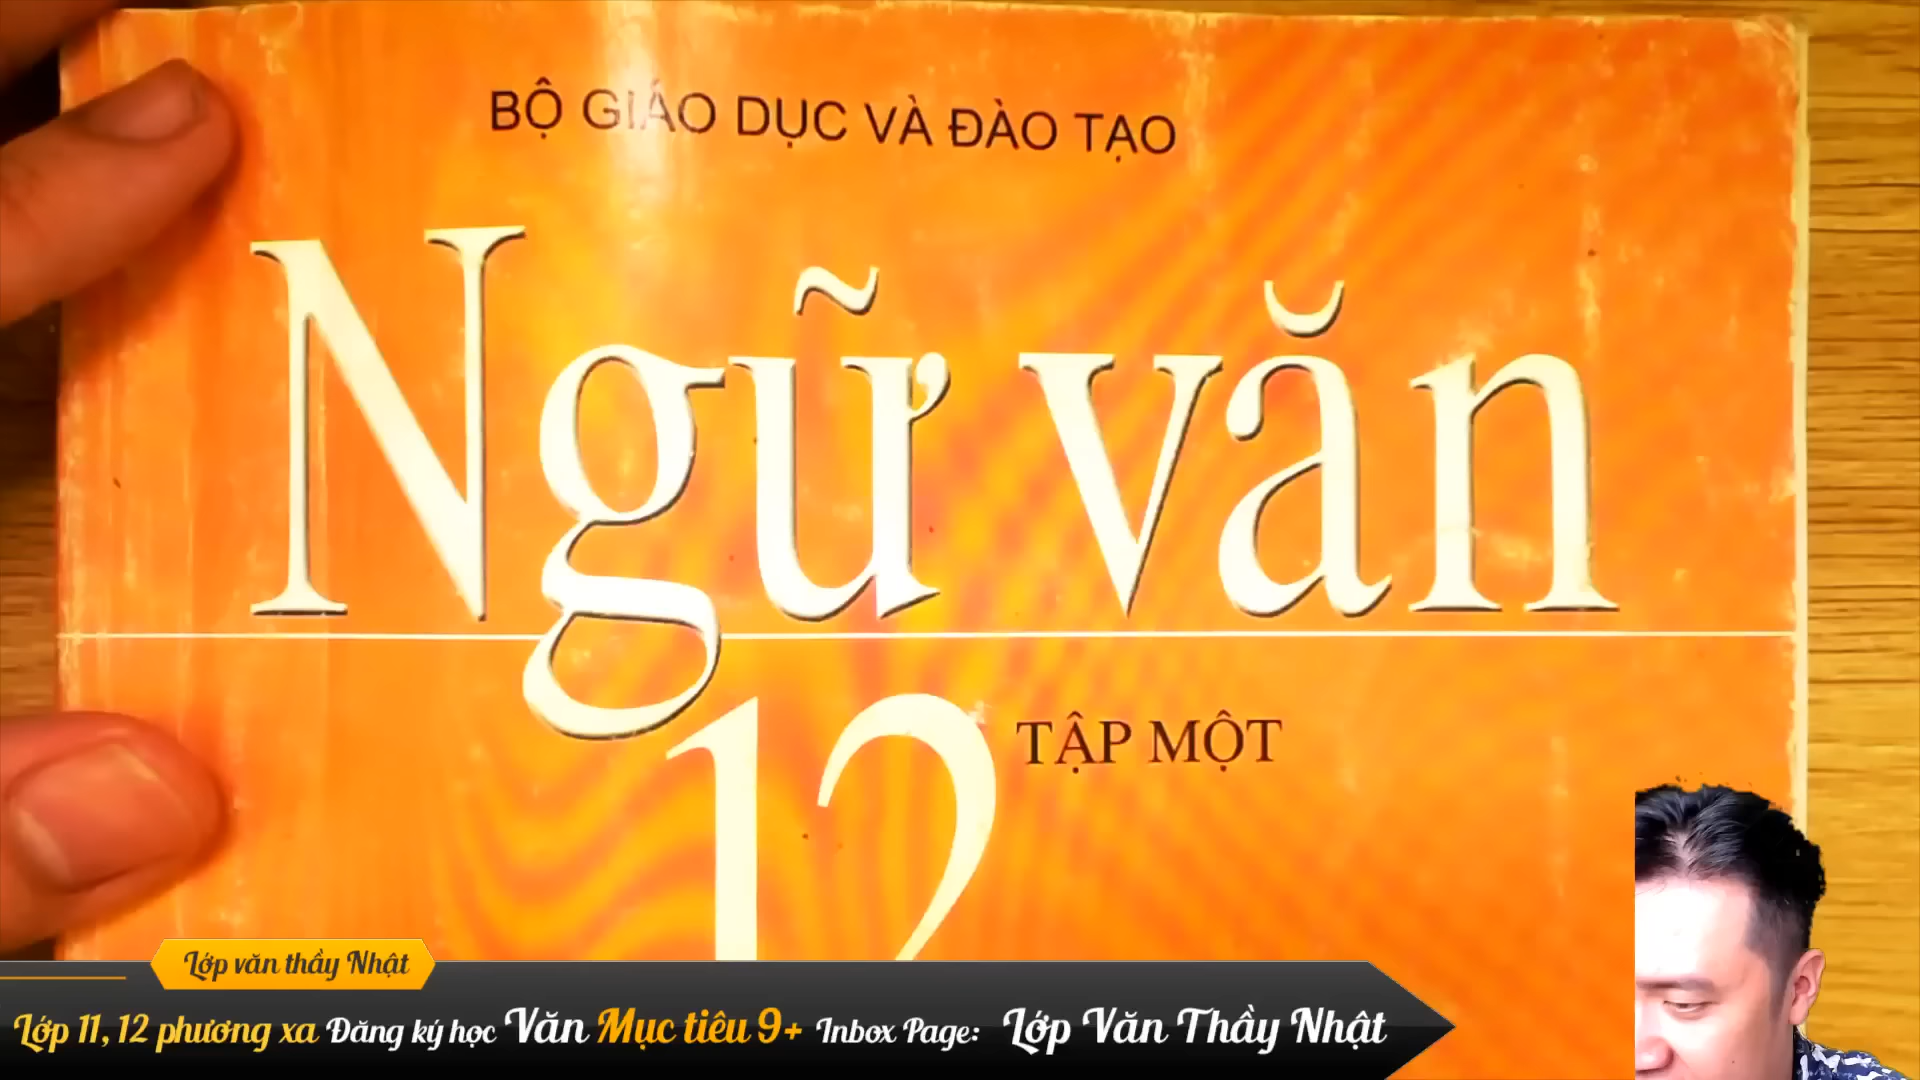 BỘ GIÁO DỤC VÀ ĐÀO TẠO
Ngữ văn
12 TẬP MỘT
Lớp văn thầy Nhật
Lớp 11, 12 phương xa Đăng ký học Văn Mục tiêu 9+ Inbox Page: Lớp Văn Thầy Nhật